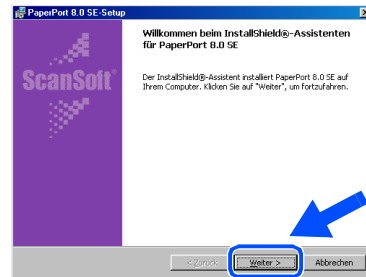 PaperPort 8.0 SE-Setup
Willkommen beim InstallShield®-Assistenten
für PaperPort 8.0 SE
ScanSoft®
Der InstallShield®-Assistent installiert PaperPort 8.0 SE auf
Ihrem Computer. Klicken Sie auf "Weiter", um fortzufahren.
< Zurück
Weiter >
Abbrechen